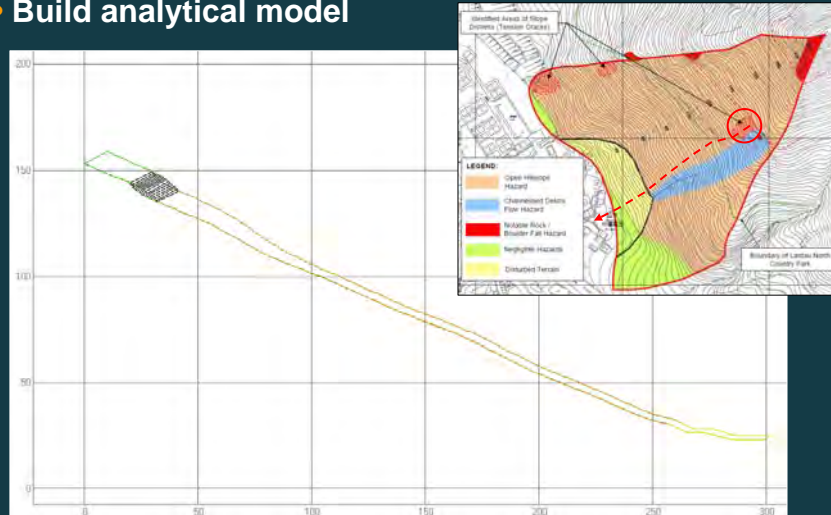 • Build analytical model
Identified Areas of Slope
Distress (Tension Cracks)
LEGEND:
Open Hillslope
Hazard
Channelised Debris
Flow Hazard
Notable Rock /
Boulder Fall Hazard
Negligible Hazards
Disturbed Terrain
Boundary of Lantau North
Country Park
200
150
100
50
0
0 50 100 150 200 250 300